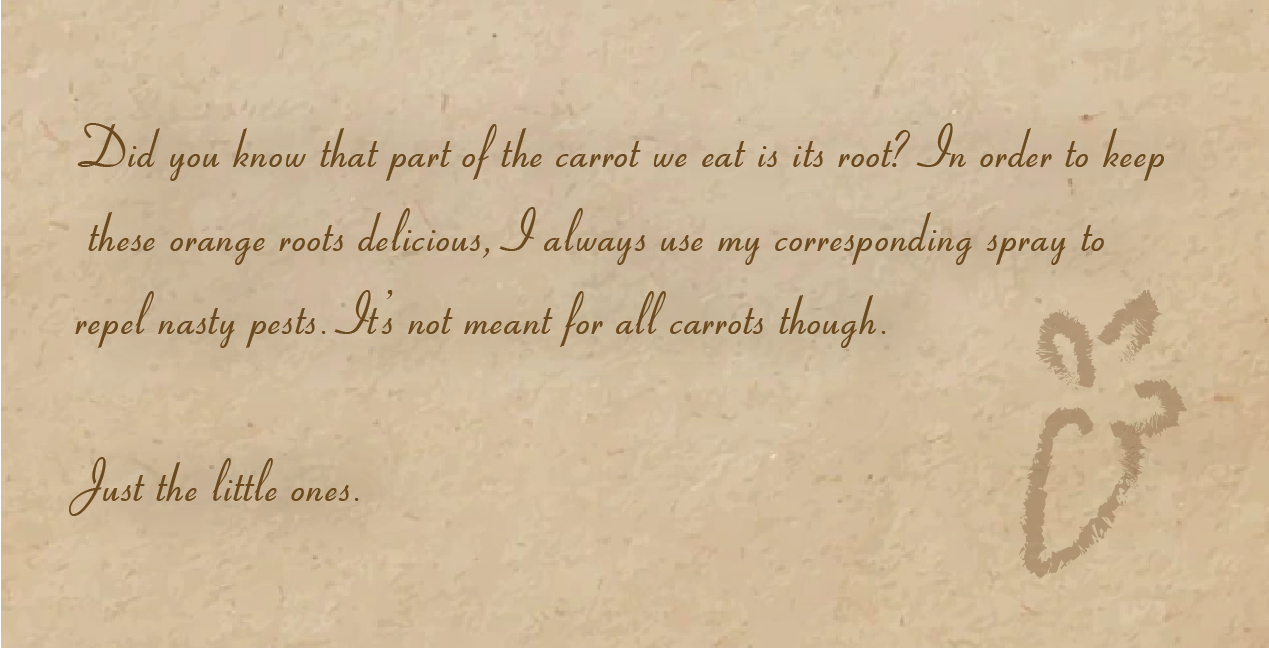 Did you know that part of the carrot we eat is its root? In order to keep
these orange roots delicious, I always use my corresponding spray to
repel nasty pests. It's not meant for all carrots though.
Just the little ones.